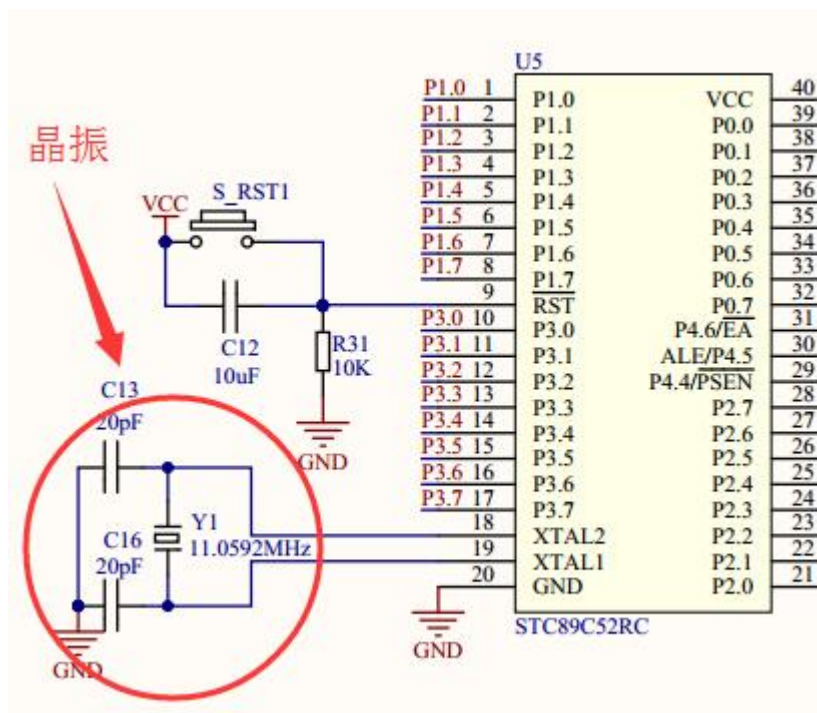 U5
P1.0 1 P1.0 VCC 40
P1.1 2 P1.1 P0.0 39
P1.2 3 P1.2 P0.1 38
P1.3 4 P1.3 P0.2 37
P1.4 5 P1.4 P0.3 36
P1.5 6 P1.5 P0.4 35
P1.6 7 P1.6 P0.5 34
P1.7 8 P1.7 P0.6 33
9 RST P0.7 32
P3.0 10 P3.0 P4.6/EA 31
P3.1 11 P3.1 ALE/P4.5 30
P3.2 12 P3.2 P4.4/PSEN 29
P3.3 13 P3.3 P2.7 28
P3.4 14 P3.4 P2.6 27
P3.5 15 P3.5 P2.5 26
P3.6 16 P3.6 P2.4 25
P3.7 17 P3.7 P2.3 24
18 XTAL2 P2.2 23
19 XTAL1 P2.1 22
20 GND P2.0 21
STC89C52RC
晶振
VCC
S_RST1
C12
10uF
R31
10K
GND
C13
20pF
Y1
11.0592MHz
C16
20pF
GND
GND